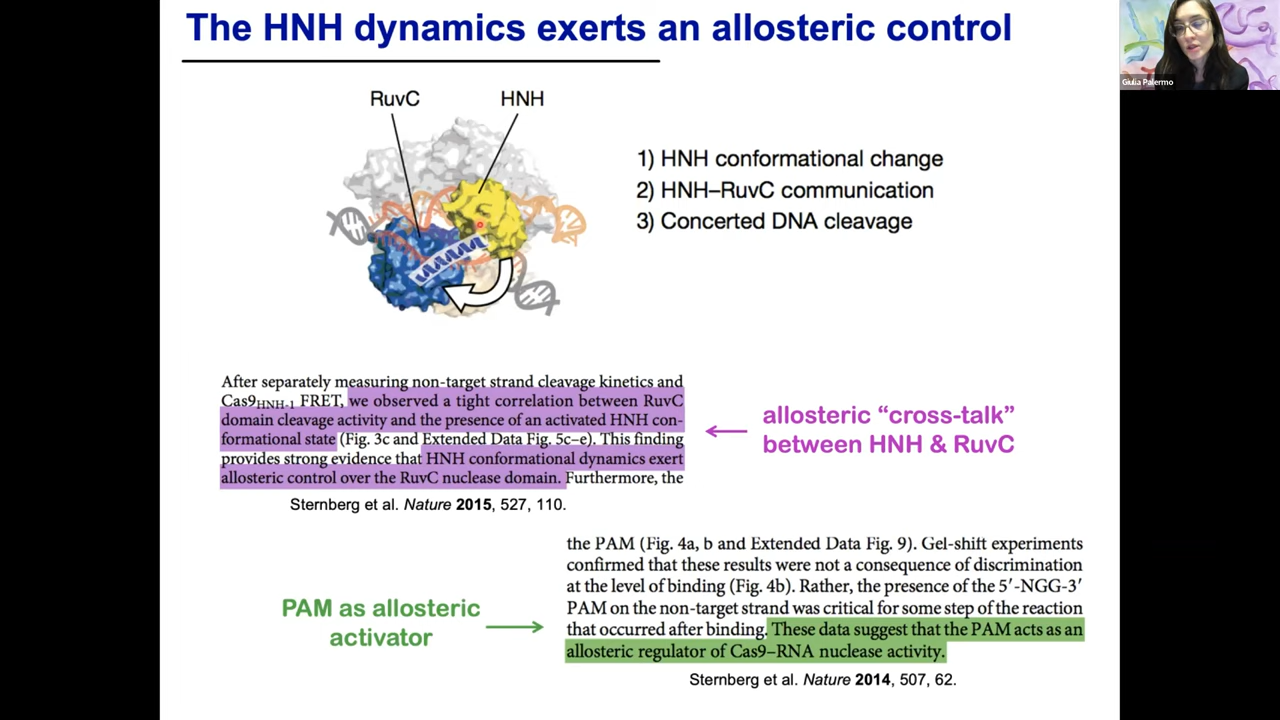 The HNH dynamics exerts an allosteric control
Giulia Palermo
RuvC
HNH
1) HNH conformational change
2) HNH–RuvC communication
3) Concerted DNA cleavage
After separately measuring non-target strand cleavage kinetics and
Cas9HNH-1 FRET, we observed a tight correlation between RuvC
domain cleavage activity and the presence of an activated HNH con-
formational state (Fig. 3c and Extended Data Fig. 5c–e). This finding
provides strong evidence that HNH conformational dynamics exert
allosteric control over the RuvC nuclease domain. Furthermore, the
Sternberg et al. Nature 2015, 527, 110.
allosteric “cross-talk”
between HNH & RuvC
the PAM (Fig. 4a, b and Extended Data Fig. 9). Gel-shift experiments
confirmed that these results were not a consequence of discrimination
at the level of binding (Fig. 4b). Rather, the presence of the 5′-NGG-3′
PAM on the non-target strand was critical for some step of the reaction
that occurred after binding. These data suggest that the PAM acts as an
allosteric regulator of Cas9–RNA nuclease activity.
PAM as allosteric
activator
Sternberg et al. Nature 2014, 507, 62.